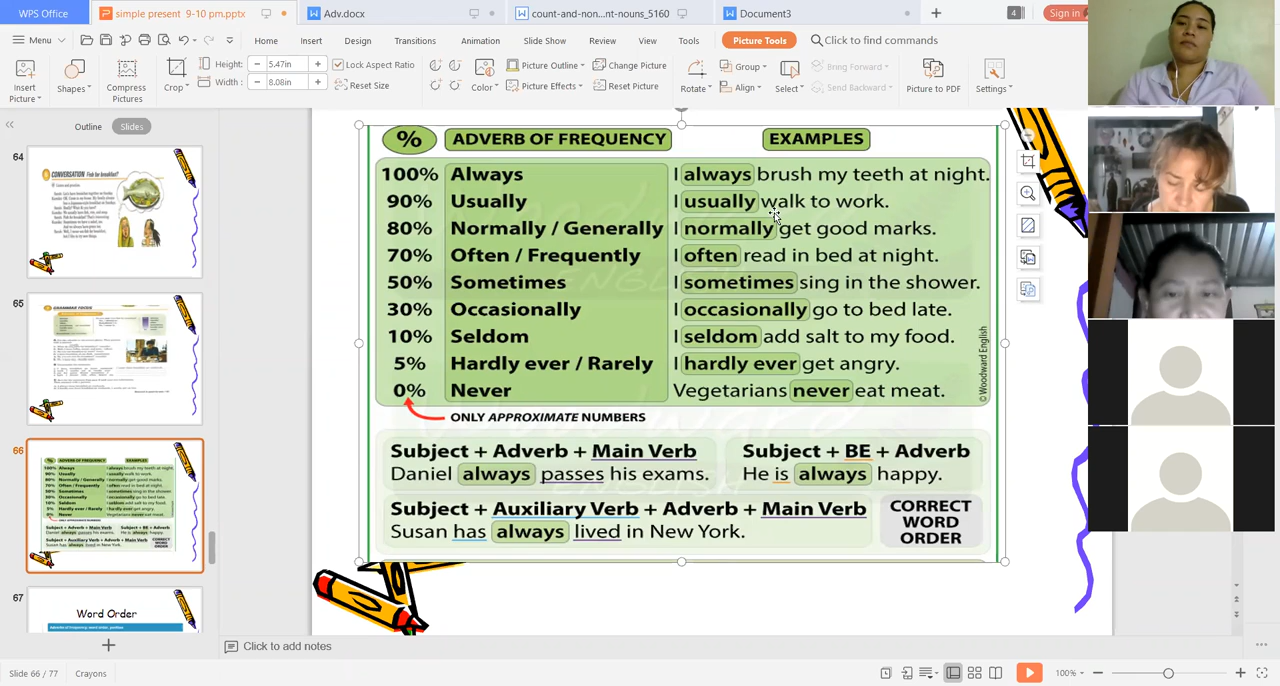 WPS Office
simple present 9-10 pm.pptx
Adv.docx
count-and-non...nt-nouns_5160
Document3
4
Sign in
Menu
Home
Insert
Design
Transitions
Animation
Slide Show
Review
View
Tools
Picture Tools
Click to find commands
Insert Picture
Shapes
Compress Pictures
Crop
Height: 5.47in
Width : 8.08in
Lock Aspect Ratio
Reset Size
Color
Picture Outline
Change Picture
Picture Effects
Reset Picture
Rotate
Group
Align
Select
Bring Forward
Send Backward
Picture to PDF
Settings
Outline
Slides
64
CONVERSATION Fish for breakfast?
65
GRAMMAR FOCUS
66
67
Word Order
% ADVERB OF FREQUENCY EXAMPLES
100% Always I always brush my teeth at night.
90% Usually I usually walk to work.
80% Normally / Generally I normally get good marks.
70% Often / Frequently I often read in bed at night.
50% Sometimes I sometimes sing in the shower.
30% Occasionally I occasionally go to bed late.
10% Seldom I seldom add salt to my food.
5% Hardly ever / Rarely I hardly ever get angry.
0% Never Vegetarians never eat meat.
© Woodward English
ONLY APPROXIMATE NUMBERS
Subject + Adverb + Main Verb
Daniel always passes his exams.
Subject + BE + Adverb
He is always happy.
Subject + Auxiliary Verb + Adverb + Main Verb
Susan has always lived in New York.
CORRECT
WORD
ORDER
Click to add notes
Slide 66 / 77
Crayons
100%